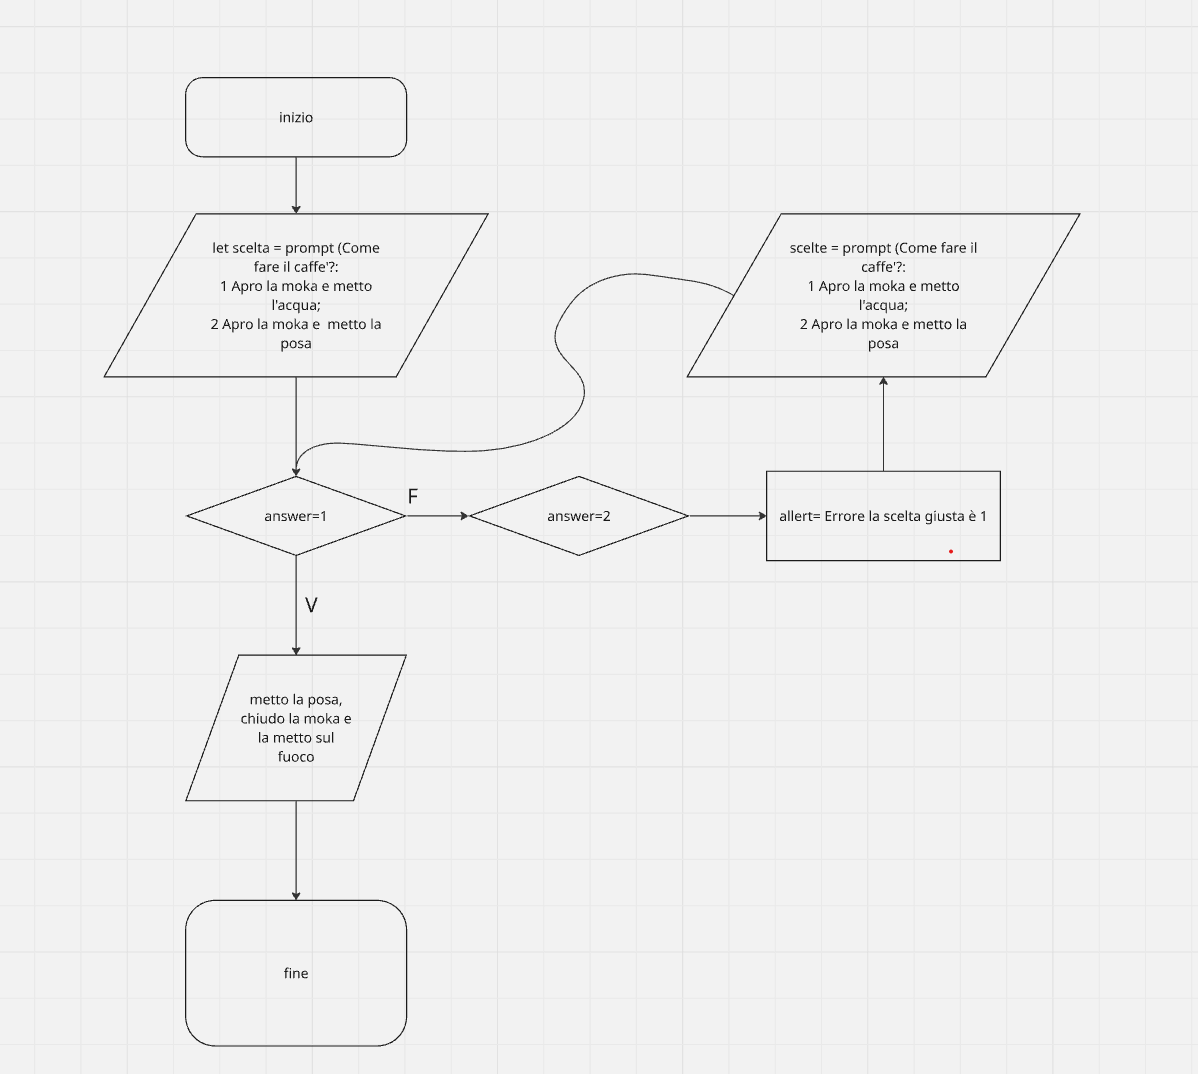 inizio
let scelta = prompt (Come
fare il caffe'?:
1 Apro la moka e metto
l'acqua;
2 Apro la moka e  metto la
posa
scelte = prompt (Come fare il
caffe'?:
1 Apro la moka e metto
l'acqua;
2 Apro la moka e metto la
posa
answer=1
F
answer=2
allert= Errore la scelta giusta è 1
V
metto la posa,
chiudo la moka e
la metto sul
fuoco
fine